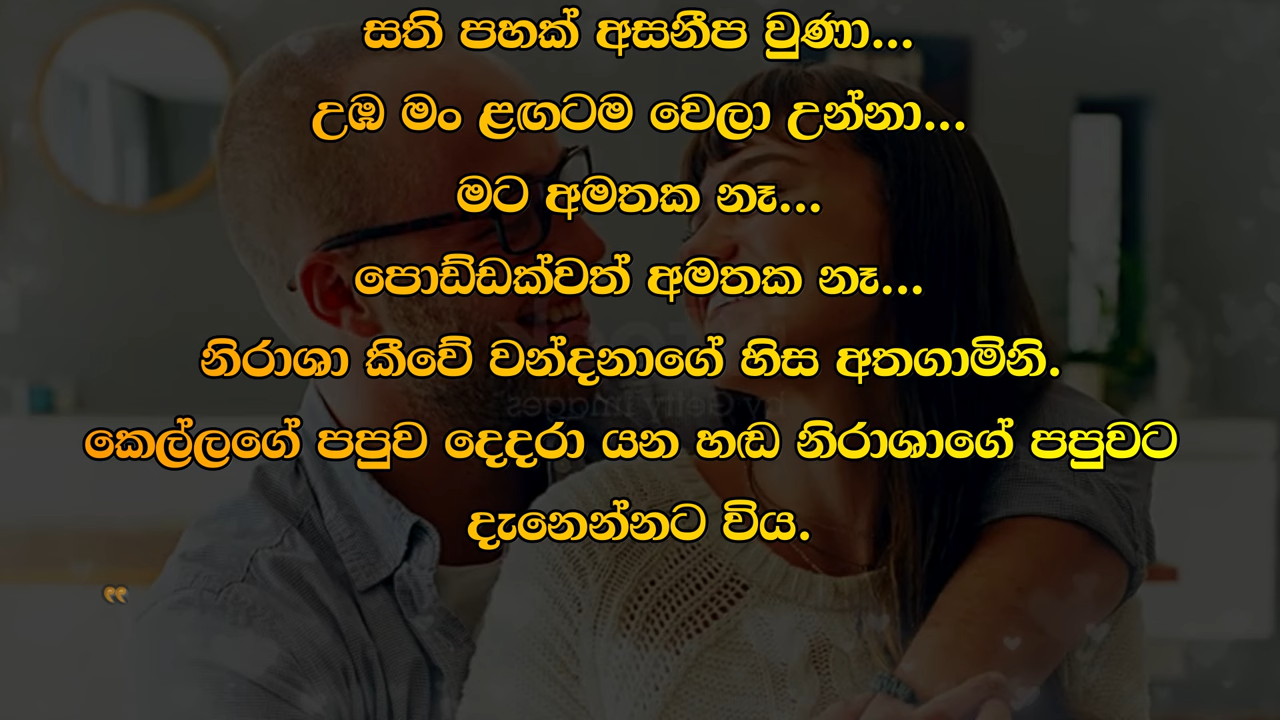 සති පහක් අසනීප වුණා...
උඹ මං ළඟටම වෙලා උන්නා...
මට අමතක නෑ...
පොඩ්ඩක්වත් අමතක නෑ...
නිරාශා කීවේ වන්දනාගේ හිස අතගාමිනි.
කෙල්ලගේ පපුව දෙදරා යන හඬ නිරාශාගේ පපුවට
දැනෙන්නට විය.
"